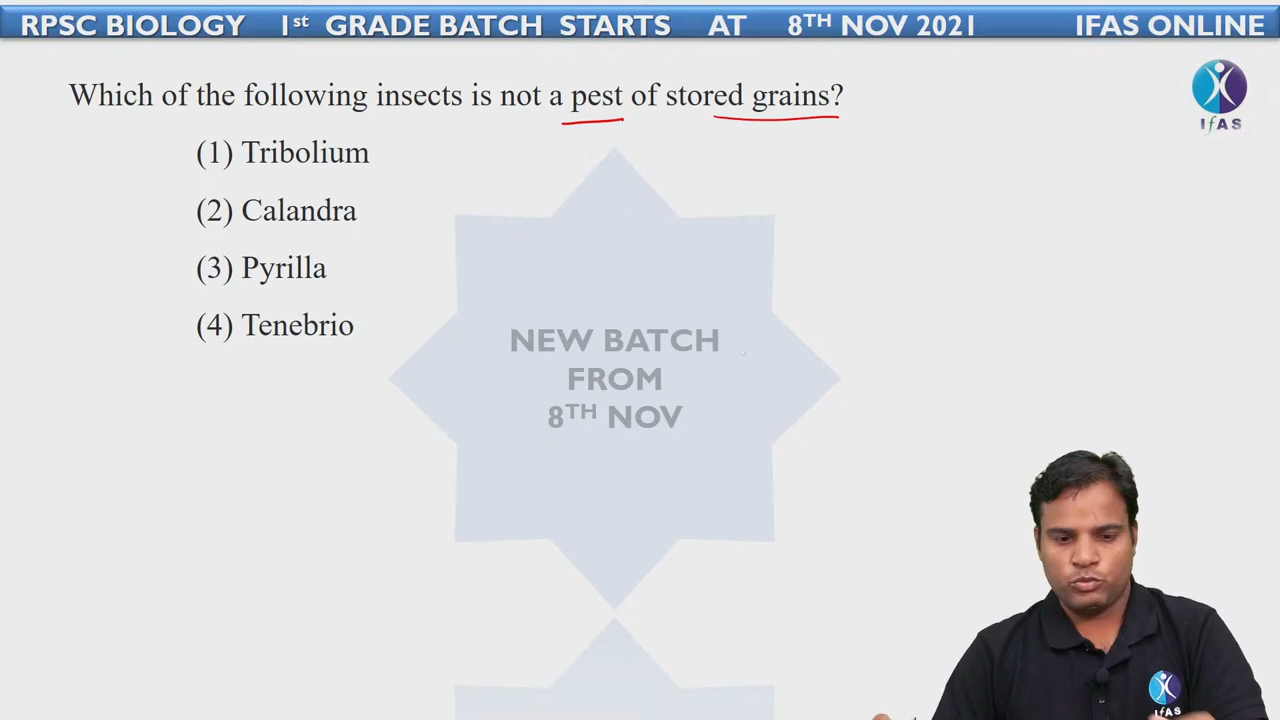 RPSC BIOLOGY 1st GRADE BATCH STARTS AT 8TH NOV 2021 IFAS ONLINE
Which of the following insects is not a pest of stored grains?
IfAS
(1) Tribolium
(2) Calandra
(3) Pyrilla
(4) Tenebrio
NEW BATCH
FROM
8TH NOV
IfAS